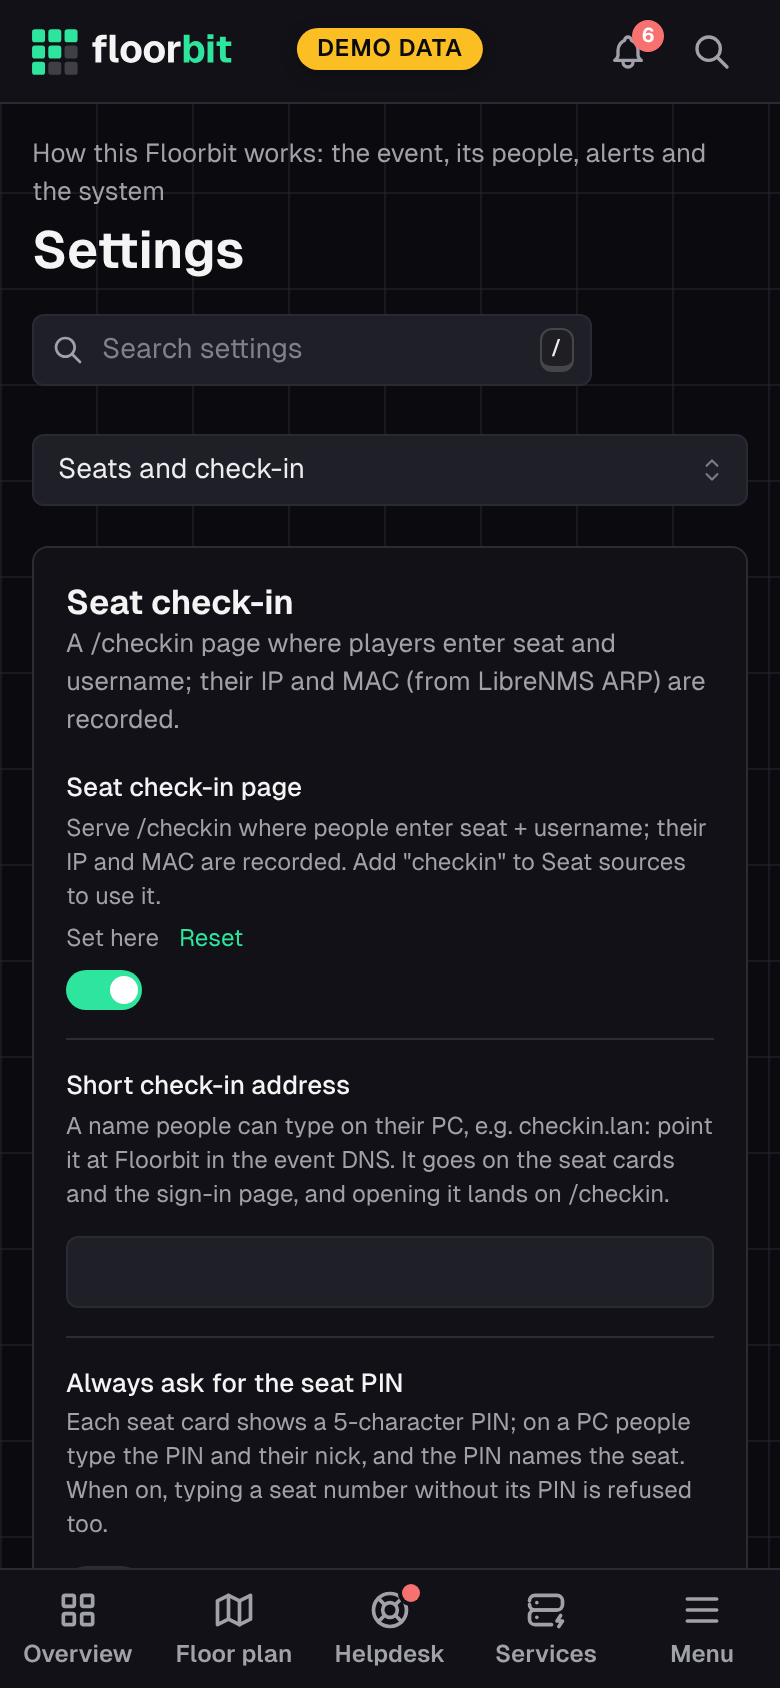 floorbit
DEMO DATA
6
How this Floorbit works: the event, its people, alerts and
the system
Settings
Search settings
/
Seats and check-in
Seat check-in
A /checkin page where players enter seat and
username; their IP and MAC (from LibreNMS ARP) are
recorded.
Seat check-in page
Serve /checkin where people enter seat + username; their
IP and MAC are recorded. Add "checkin" to Seat sources
to use it.
Set here Reset
Short check-in address
A name people can type on their PC, e.g. checkin.lan: point
it at Floorbit in the event DNS. It goes on the seat cards
and the sign-in page, and opening it lands on /checkin.
Always ask for the seat PIN
Each seat card shows a 5-character PIN; on a PC people
type the PIN and their nick, and the PIN names the seat.
When on, typing a seat number without its PIN is refused
too.
Overview Floor plan Helpdesk Services Menu